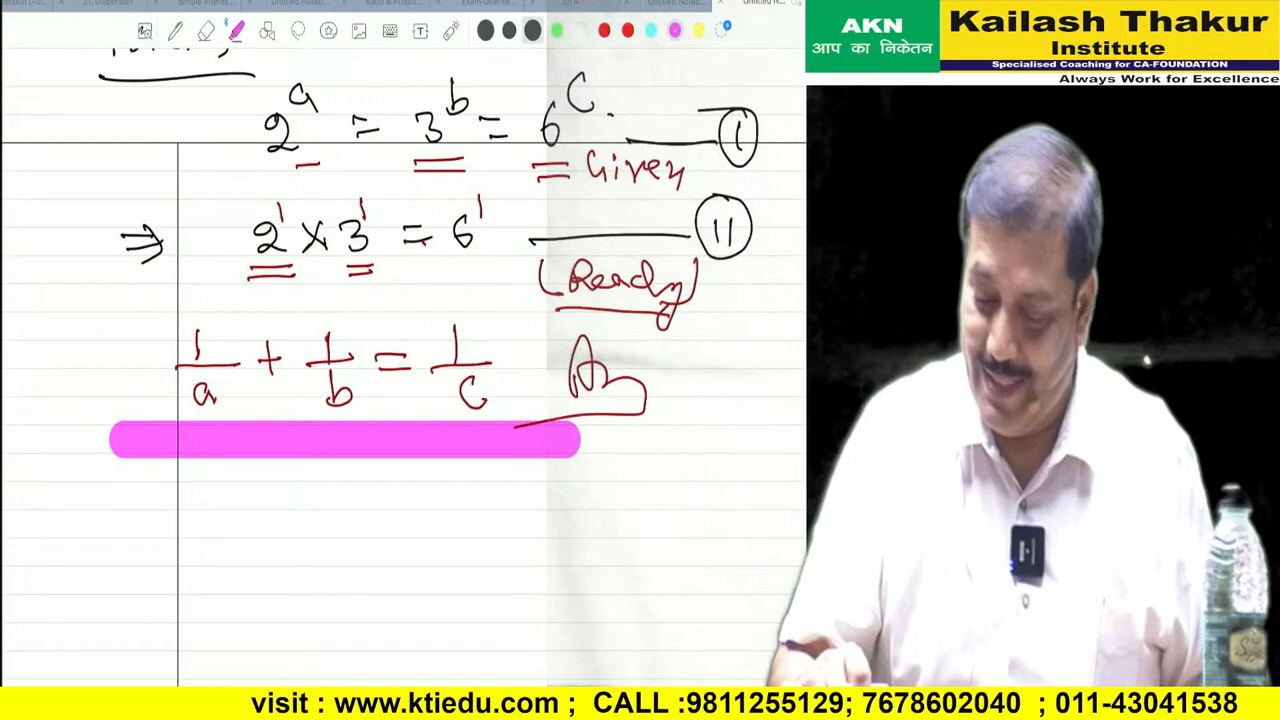 AKN
आप का निकेतन
Kailash Thakur
Institute
Specialised Coaching for CA-FOUNDATION
Always Work for Excellence
2^a = 3^b = 6^c. (I)
= Given
⇒ 2^1 × 3^1 = 6^1 (II)
(Ready)
1/a + 1/b = 1/c Ans
visit : www.ktiedu.com ; CALL :9811255129; 7678602040 ; 011-43041538